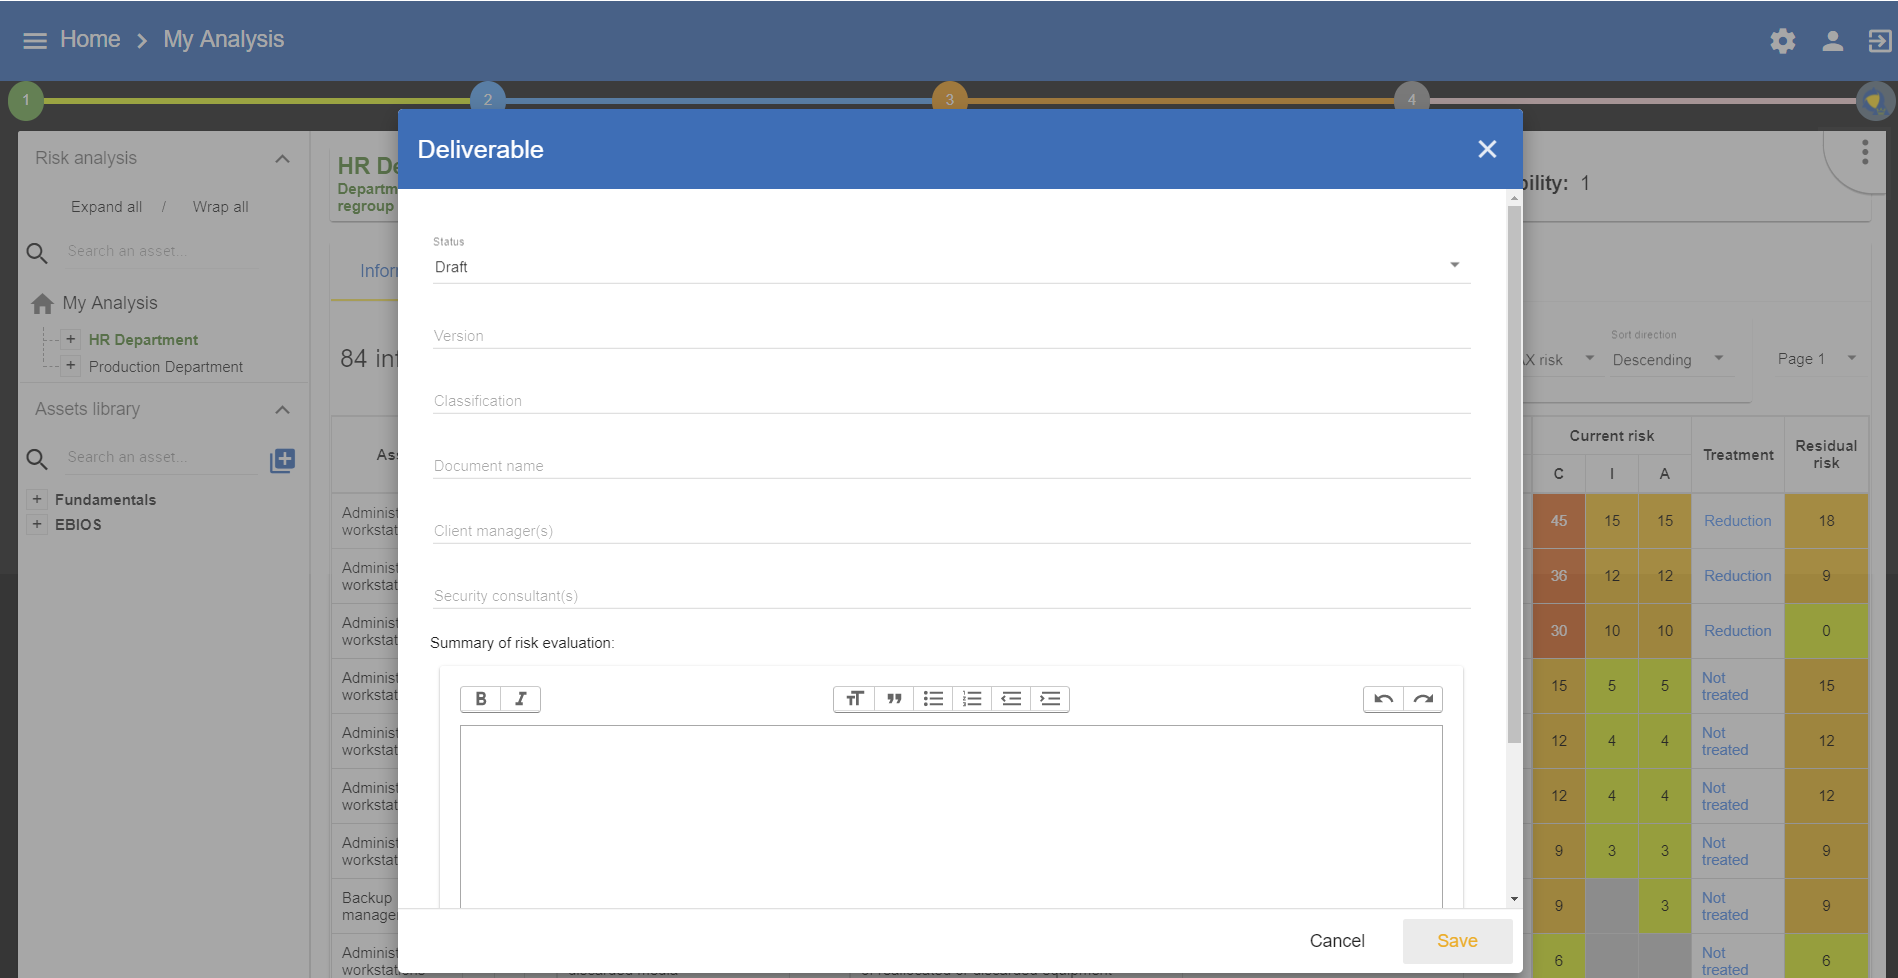 Home > My Analysis
1
2
3
4
Risk analysis
Expand all / Wrap all
Search an asset...
My Analysis
+ HR Department
+ Production Department
Assets library
Search an asset...
+ Fundamentals
+ EBIOS
HR De
Departm
regroup
bility: 1
Inforr
84 inf
Sort direction
AX risk
Descending
Page 1
Ass
Current risk
Treatment
Residual
risk
C I A
Administ
workstat
45 15 15 Reduction 18
Administ
workstat
36 12 12 Reduction 9
Administ
workstat
30 10 10 Reduction 0
Administ
workstat
15 5 5 Not
treated 15
Administ
workstat
12 4 4 Not
treated 12
Administ
workstat
12 4 4 Not
treated 12
Administ
workstat
9 3 3 Not
treated 9
Backup
manager
9 3 Not
treated 9
Administ
workstations
6 Not
treated 6
Deliverable
Status
Draft
Version
Classification
Document name
Client manager(s)
Security consultant(s)
Summary of risk evaluation:
B I
Cancel
Save